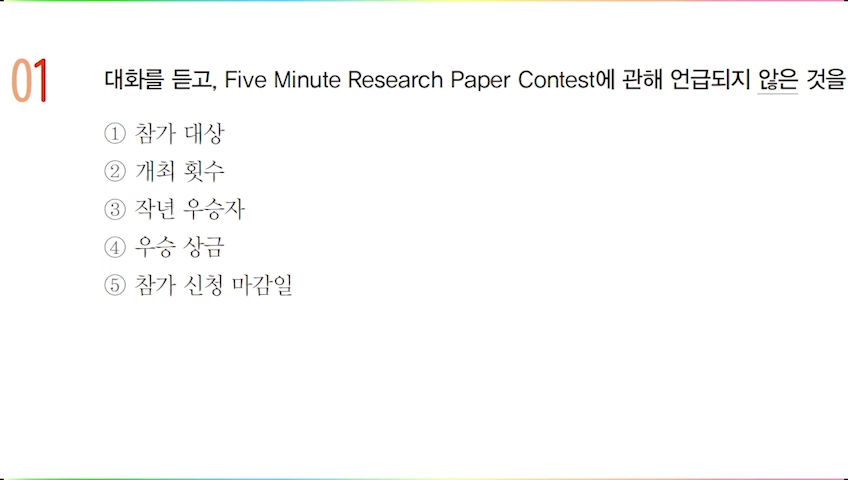 01
대화를 듣고, Five Minute Research Paper Contest에 관해 언급되지 않은 것을
① 참가 대상
② 개최 횟수
③ 작년 우승자
④ 우승 상금
⑤ 참가 신청 마감일